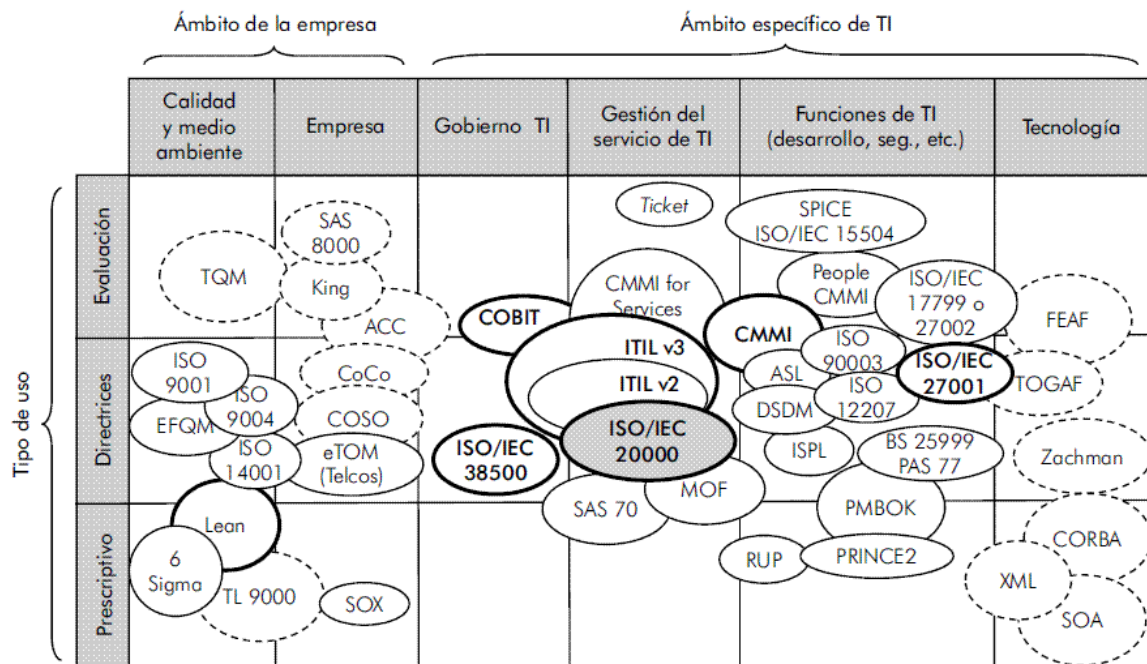 Ámbito de la empresa
Ámbito específico de TI
Calidad
y medio
ambiente
Empresa
Gobierno TI
Gestión del
servicio de TI
Funciones de TI
(desarrollo, seg., etc.)
Tecnología
Tipo de uso
Evaluación
TQM
SAS
8000
King
ACC
COBIT
Ticket
CMMI for
Services
SPICE
ISO/IEC 15504
People
CMMI
ISO/IEC
17799 o
27002
CMMI
FEAF
Directrices
ISO
9001
ISO
9004
EFQM
ISO
14001
CoCo
COSO
eTOM
(Telcos)
ISO/IEC
38500
ITIL v3
ITIL v2
ISO/IEC
20000
MOF
ISO
90003
ASL
ISO
12207
DSDM
ISPL
ISO/IEC
27001
BS 25999
PAS 77
TOGAF
Zachman
Prescriptivo
Lean
6
Sigma
TL 9000
SOX
SAS 70
PMBOK
RUP
PRINCE2
CORBA
XML
SOA